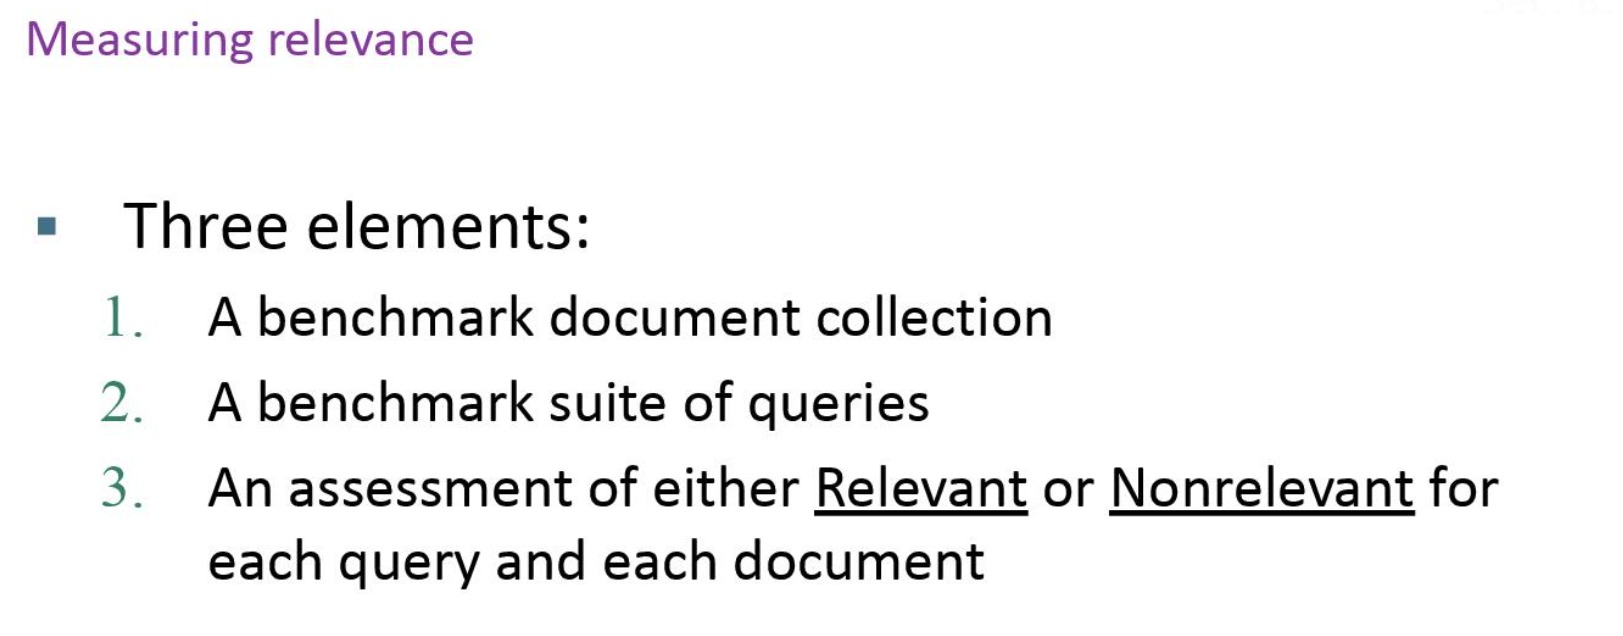 Measuring relevance
▪ Three elements:
1. A benchmark document collection
2. A benchmark suite of queries
3. An assessment of either Relevant or Nonrelevant for
each query and each document